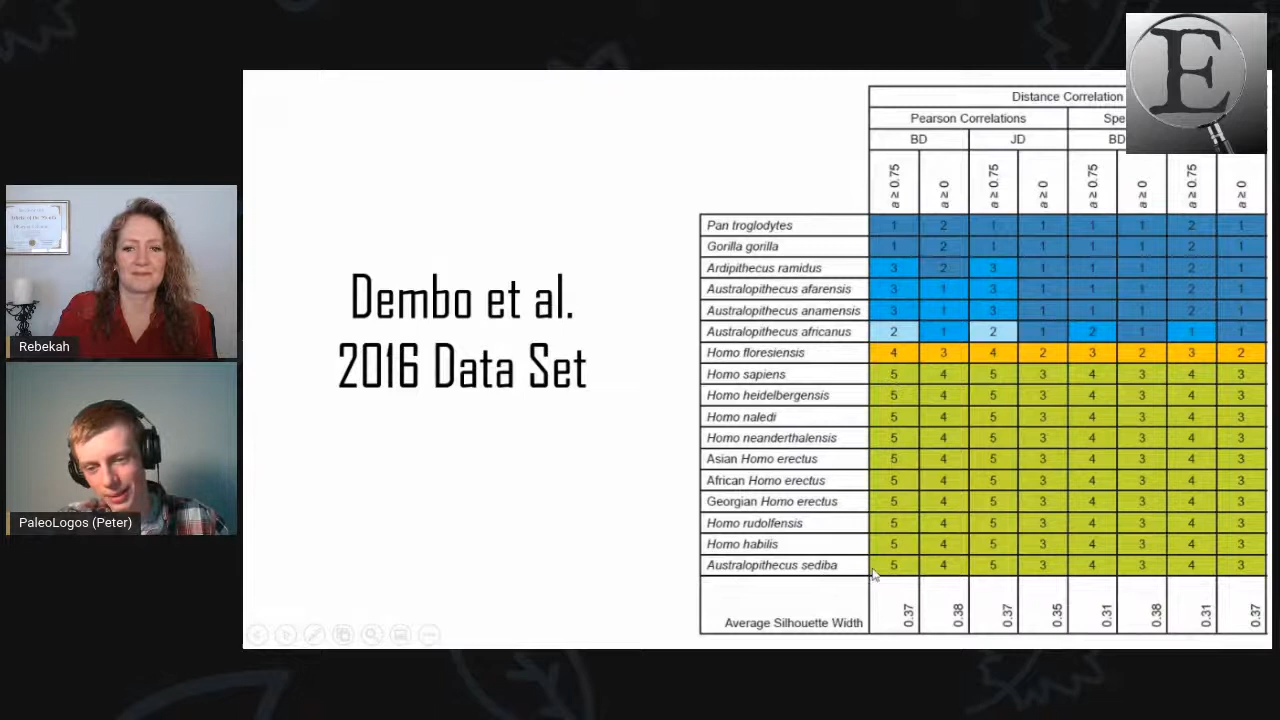 E
Distance Correlation
Pearson Correlations
BD JD
a ≥ 0.75 a ≥ 0 a ≥ 0.75 a ≥ 0 a ≥ 0.75 a ≥ 0 a ≥ 0.75 a ≥ 0
Pan troglodytes 1 2 1 1 1 1 2 1
Gorilla gorilla 1 2 1 1 1 1 2 1
Ardipithecus ramidus 3 2 3 1 1 1 2 1
Australopithecus afarensis 3 1 3 1 1 1 2 1
Australopithecus anamensis 3 1 3 1 1 1 2 1
Australopithecus africanus 2 1 2 1 2 1 1 1
Homo floresiensis 4 3 4 2 3 2 3 2
Homo sapiens 5 4 5 3 4 3 4 3
Homo heidelbergensis 5 4 5 3 4 3 4 3
Homo naledi 5 4 5 3 4 3 4 3
Homo neanderthalensis 5 4 5 3 4 3 4 3
Asian Homo erectus 5 4 5 3 4 3 4 3
African Homo erectus 5 4 5 3 4 3 4 3
Georgian Homo erectus 5 4 5 3 4 3 4 3
Homo rudolfensis 5 4 5 3 4 3 4 3
Homo habilis 5 4 5 3 4 3 4 3
Australopithecus sediba 5 4 5 3 4 3 4 3
Average Silhouette Width 0.37 0.38 0.37 0.35 0.31 0.38 0.31 0.37
Dembo et al.
2016 Data Set
Rebekah
PaleoLogos (Peter)